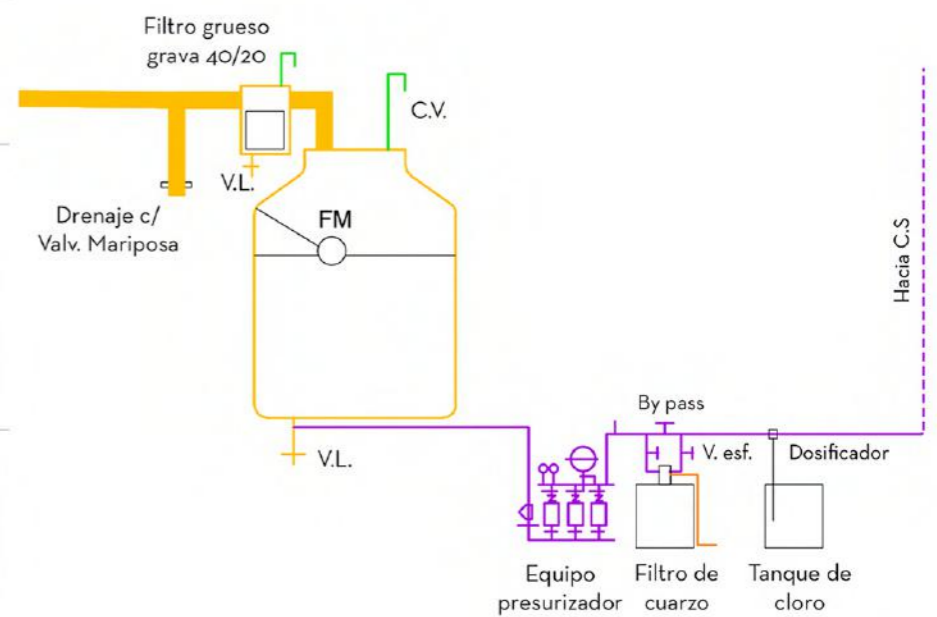 Filtro grueso
grava 40/20
C.V.
V.L.
Drenaje c/
Valv. Mariposa
FM
Hacia C.S
V.L.
By pass
V. esf.
Dosificador
Equipo
presurizador
Filtro de
cuarzo
Tanque de
cloro